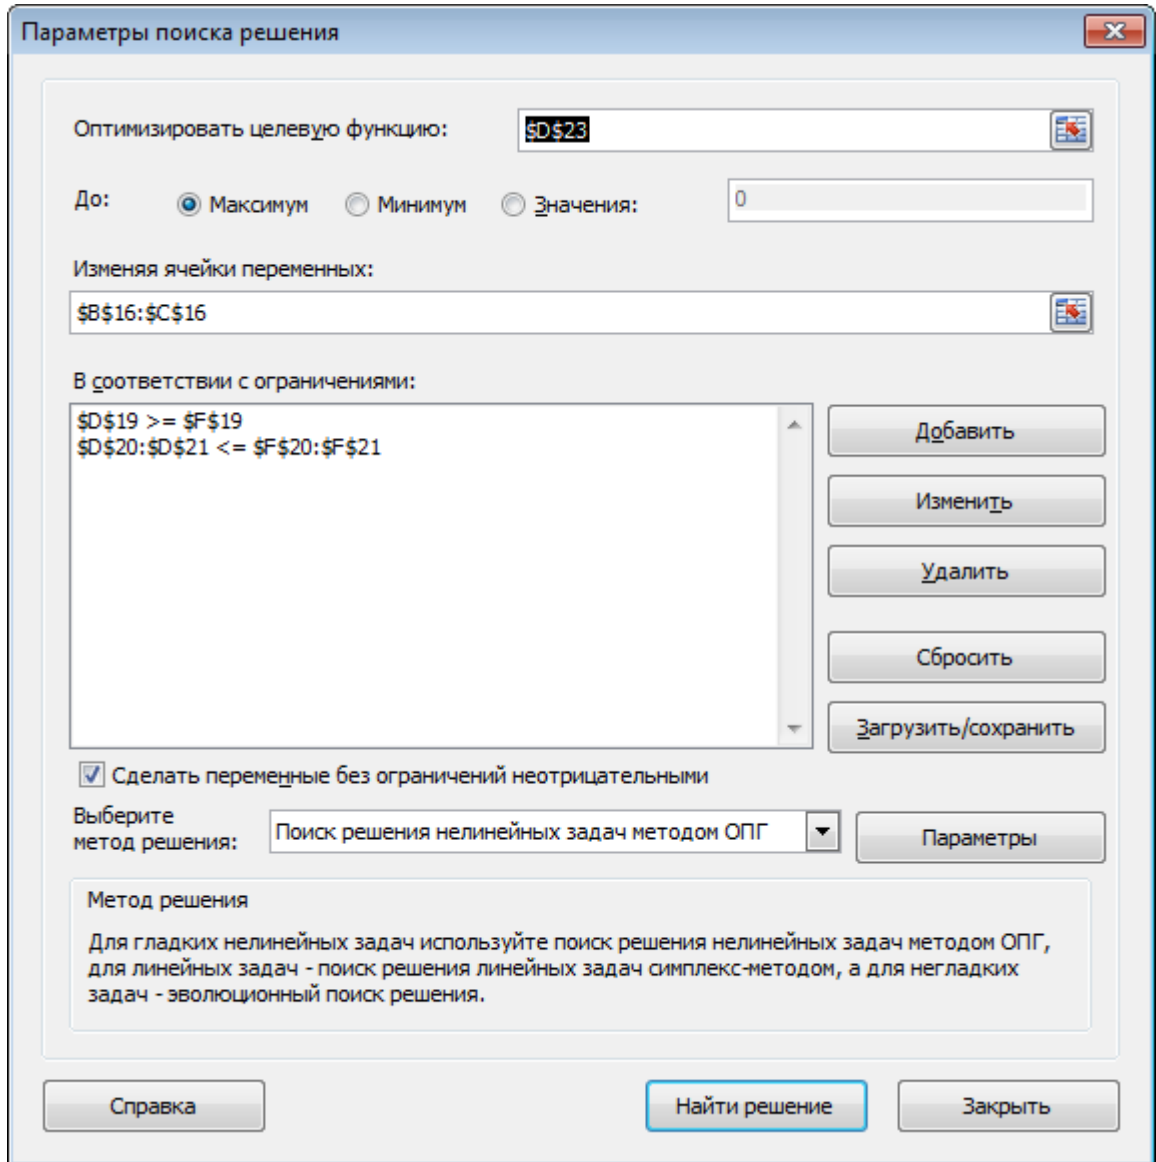 Параметры поиска решения
Оптимизировать целевую функцию:
$D$23
До:
Максимум
Минимум
Значения:
0
Изменяя ячейки переменных:
$B$16:$C$16
В соответствии с ограничениями:
$D$19 >= $F$19
$D$20:$D$21 <= $F$20:$F$21
Добавить
Изменить
Удалить
Сбросить
Загрузить/сохранить
Сделать переменные без ограничений неотрицательными
Выберите
метод решения:
Поиск решения нелинейных задач методом ОПГ
Параметры
Метод решения
Для гладких нелинейных задач используйте поиск решения нелинейных задач методом ОПГ,
для линейных задач - поиск решения линейных задач симплекс-методом, а для негладких
задач - эволюционный поиск решения.
Справка
Найти решение
Закрыть